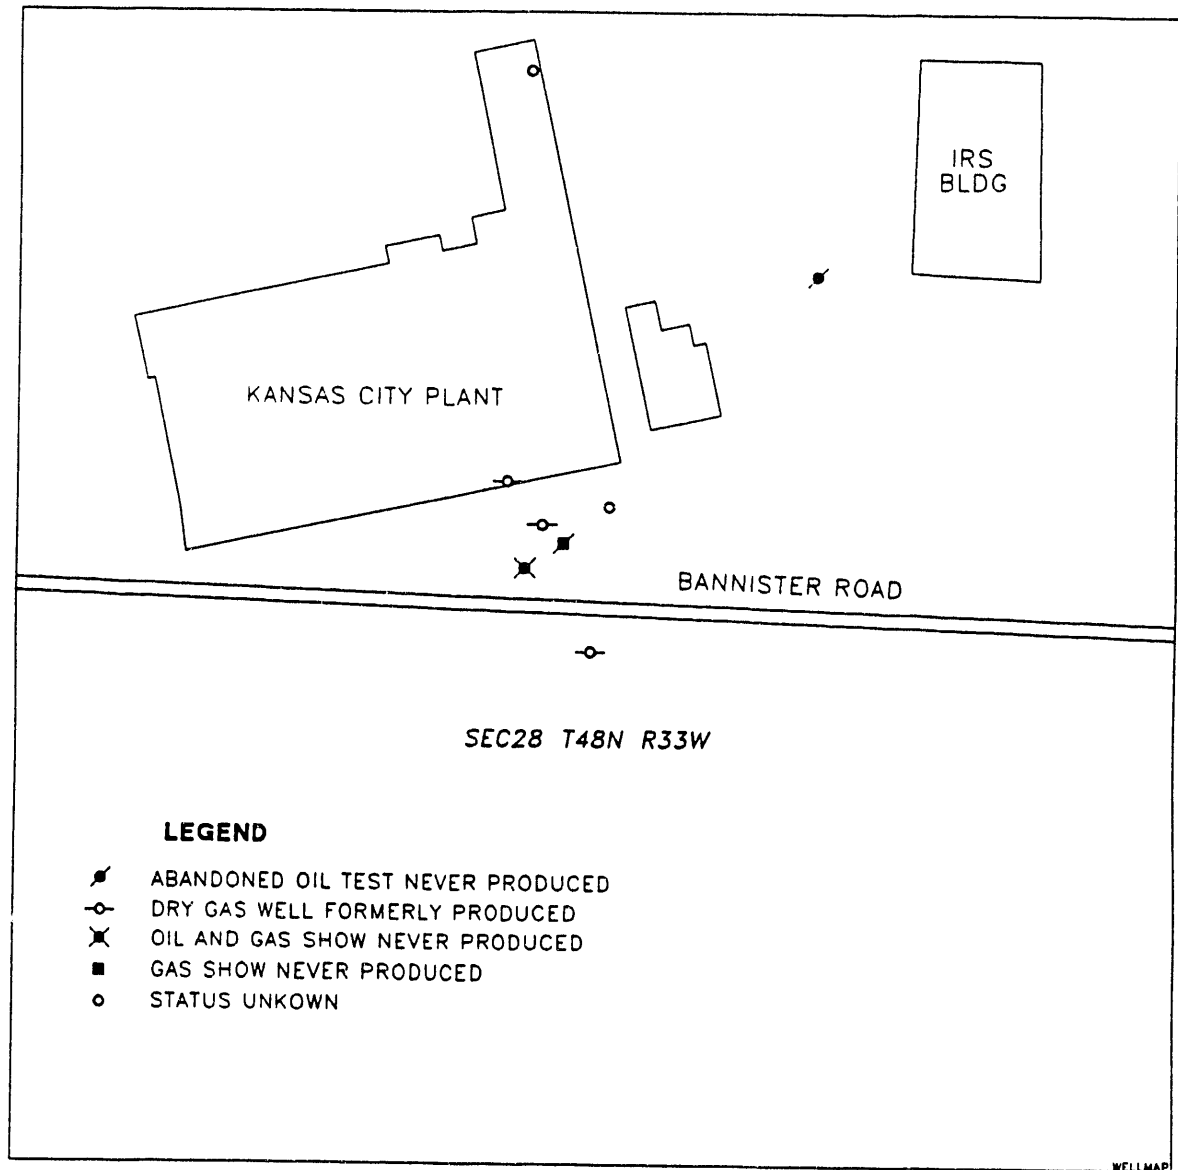 IRS
BLDG
KANSAS CITY PLANT
BANNISTER ROAD
SEC28 T48N R33W
LEGEND
ABANDONED OIL TEST NEVER PRODUCED
DRY GAS WELL FORMERLY PRODUCED
OIL AND GAS SHOW NEVER PRODUCED
GAS SHOW NEVER PRODUCED
STATUS UNKOWN
WELLMAP